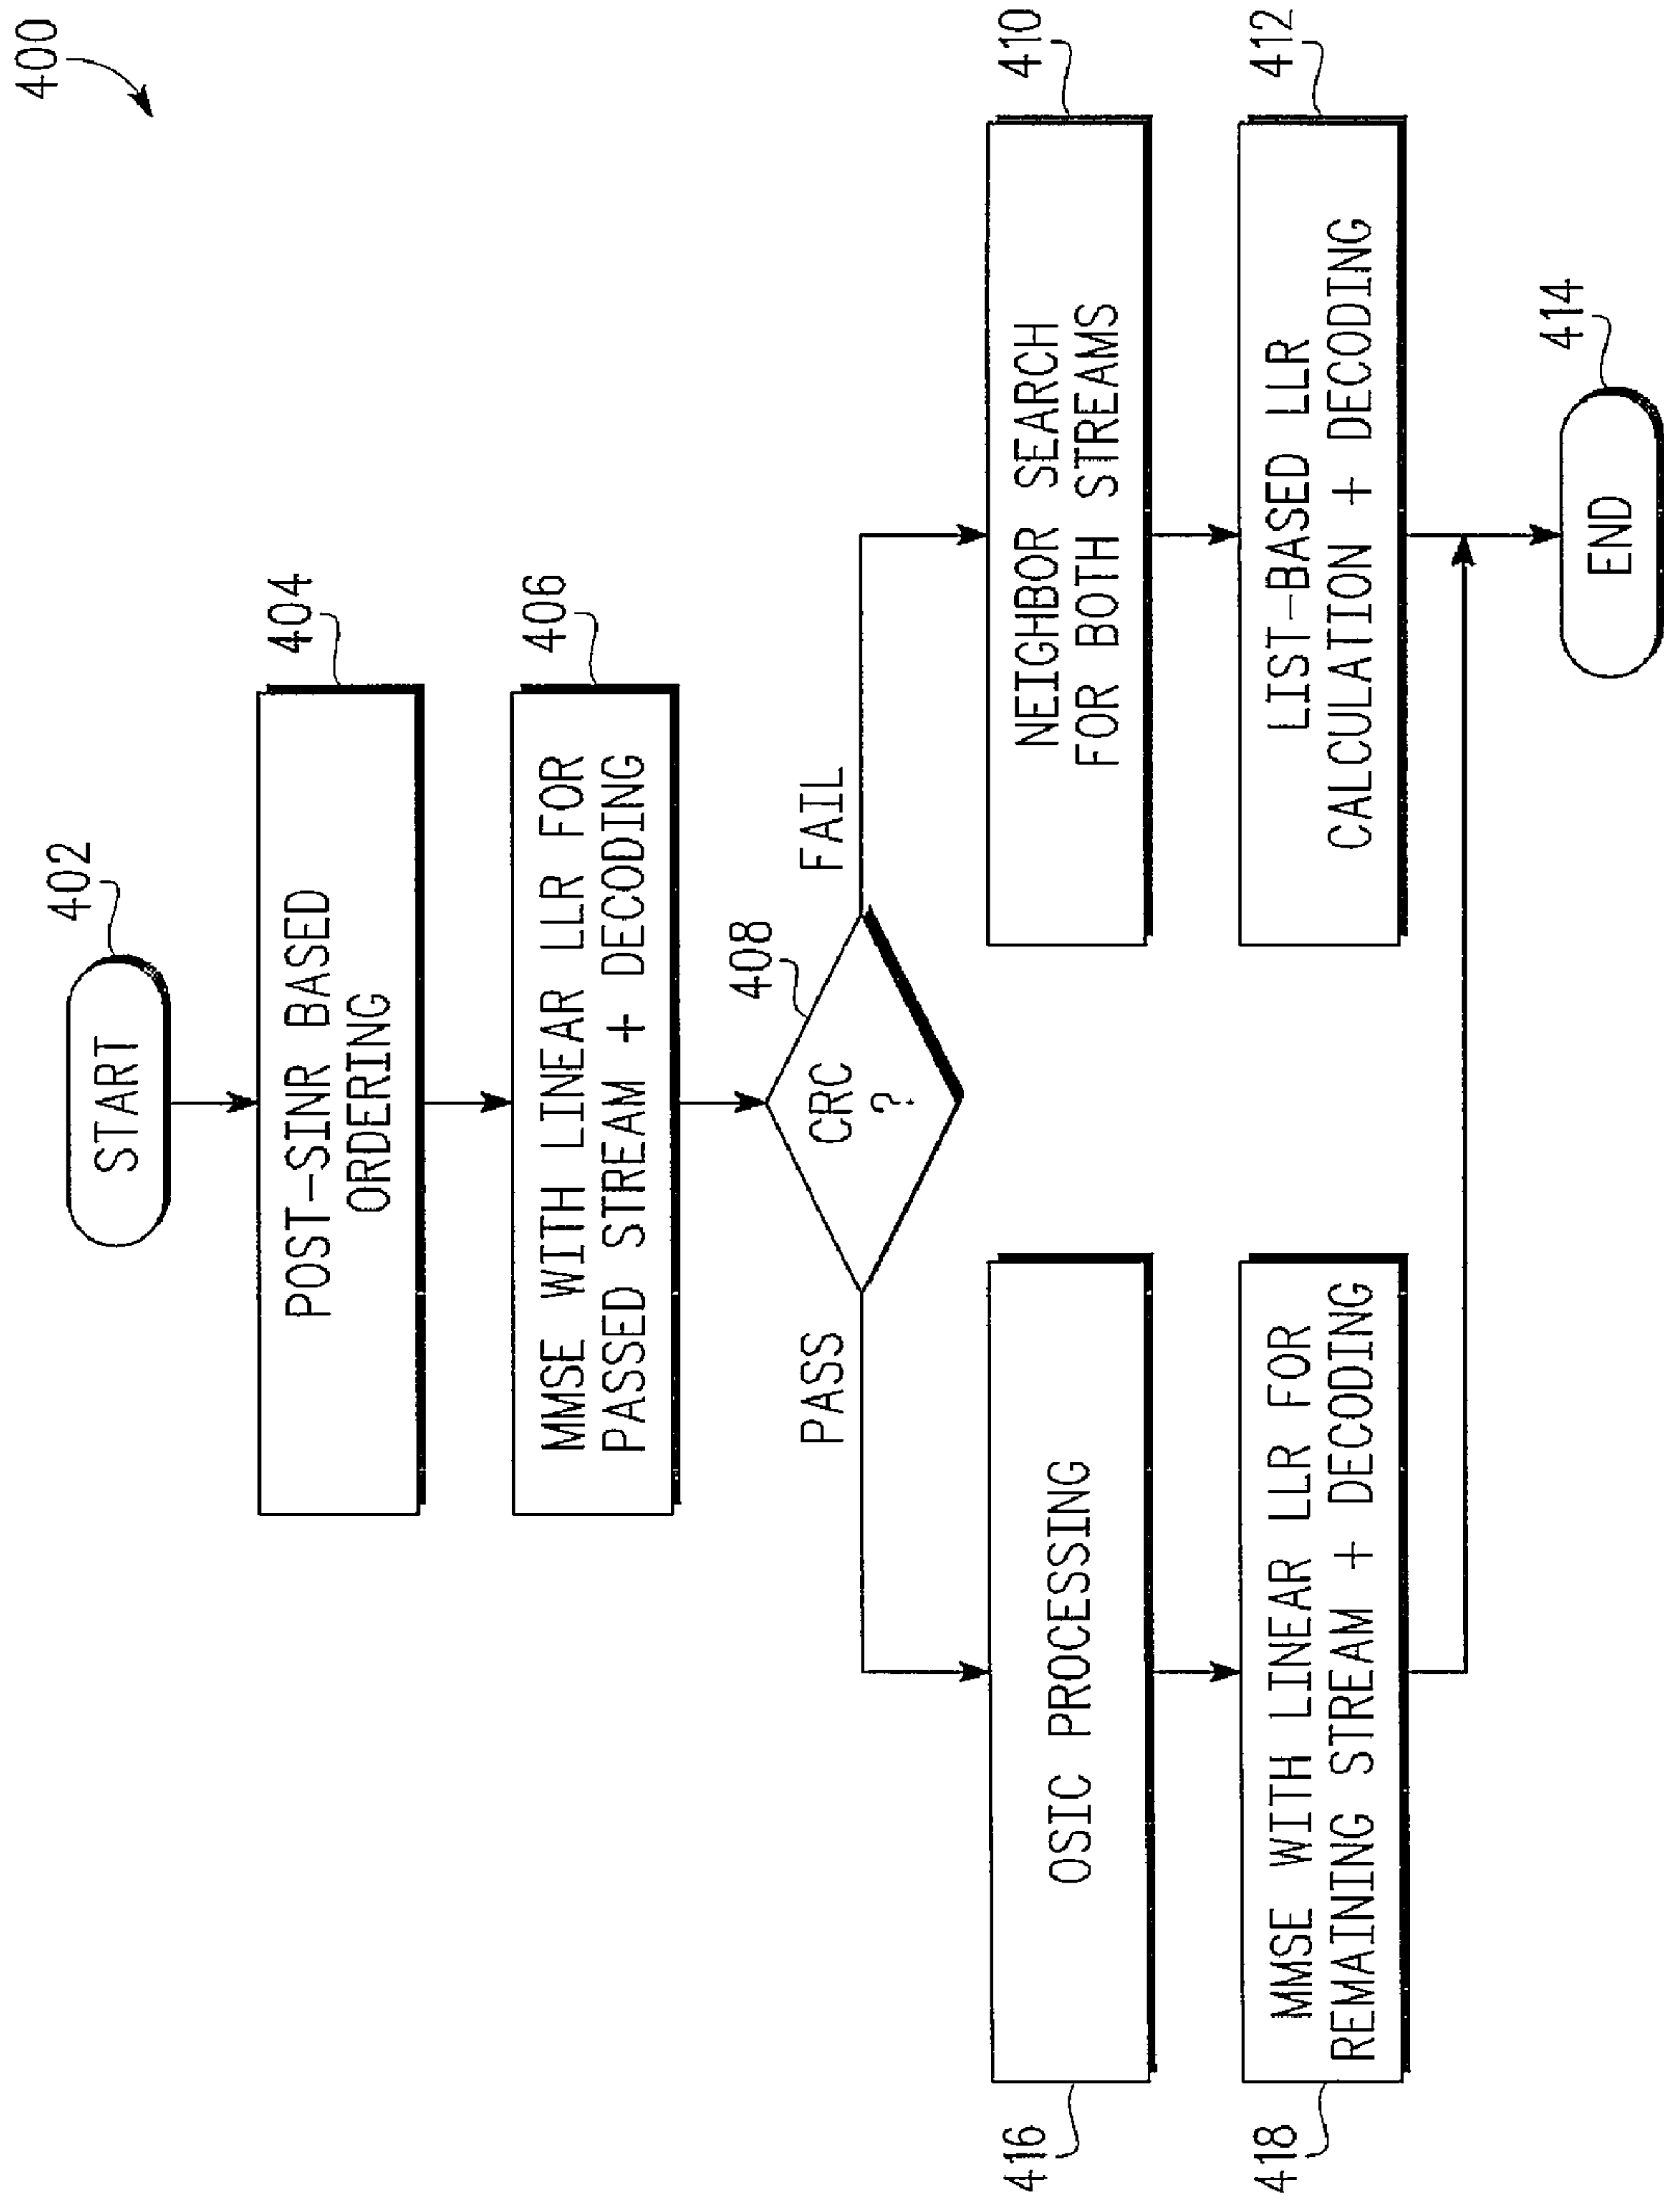 400
402
START
404
POST-SINR BASED
ORDERING
406
MMSE WITH LINEAR LLR FOR
PASSED STREAM + DECODING
408
CRC
?
PASS
FAIL
416
OSIC PROCESSING
410
NEIGHBOR SEARCH
FOR BOTH STREAMS
418
MMSE WITH LINEAR LLR FOR
REMAINING STREAM + DECODING
412
LIST-BASED LLR
CALCULATION + DECODING
414
END